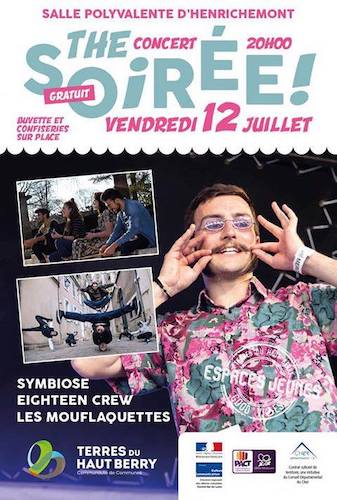 SALLE POLYVALENTE D'HENRICHEMONT
THE CONCERT 20H00
SOIRÉE!
GRATUIT
BUVETTE ET
CONFISERIES
SUR PLACE
VENDREDI 12 JUILLET
ESPACES JEUNES
SYMBIOSE
EIGHTEEN CREW
LES MOUFLAQUETTES
TERRES DU
HAUT BERRY
Communauté de Communes
PACT
Contrat culturel de
territoire, une initiative
du Conseil Départemental
du Cher